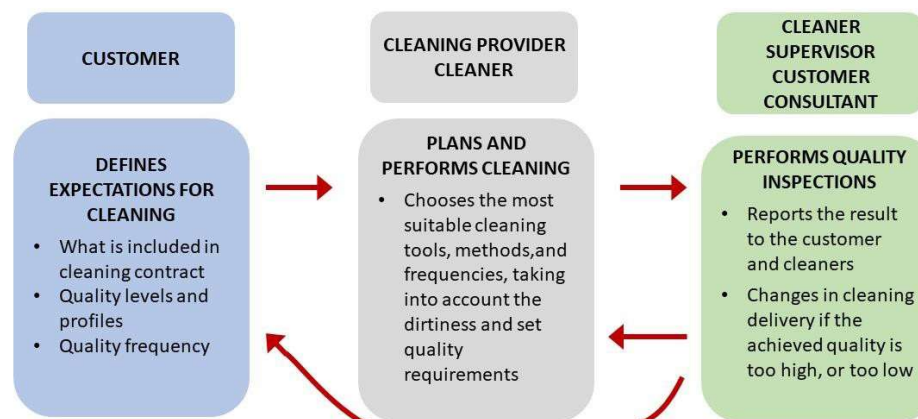 CUSTOMER
DEFINES
EXPECTATIONS FOR
CLEANING
• What is included in
cleaning contract
• Quality levels and
profiles
• Quality frequency
CLEANING PROVIDER
CLEANER
PLANS AND
PERFORMS CLEANING
• Chooses the most
suitable cleaning
tools, methods,and
frequencies, taking
into account the
dirtiness and set
quality
requirements
CLEANER
SUPERVISOR
CUSTOMER
CONSULTANT
PERFORMS QUALITY
INSPECTIONS
• Reports the result
to the customer
and cleaners
• Changes in cleaning
delivery if the
achieved quality is
too high, or too low